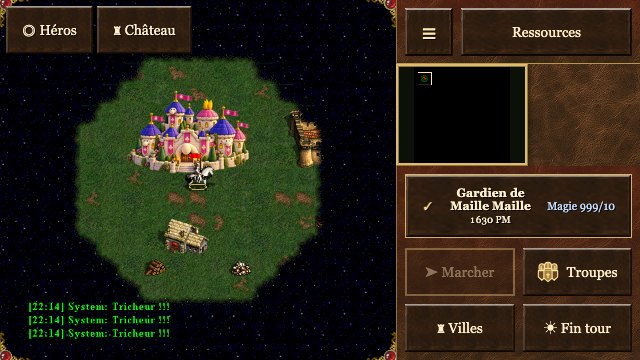 Héros
Château
Ressources
Gardien de
Maille Maille
1630 PM
Magie 999/10
Marcher
Troupes
Villes
Fin tour
[22:14] System: Tricheur !!!
[22:14] System: Tricheur !!!
[22:14] System: Tricheur !!!